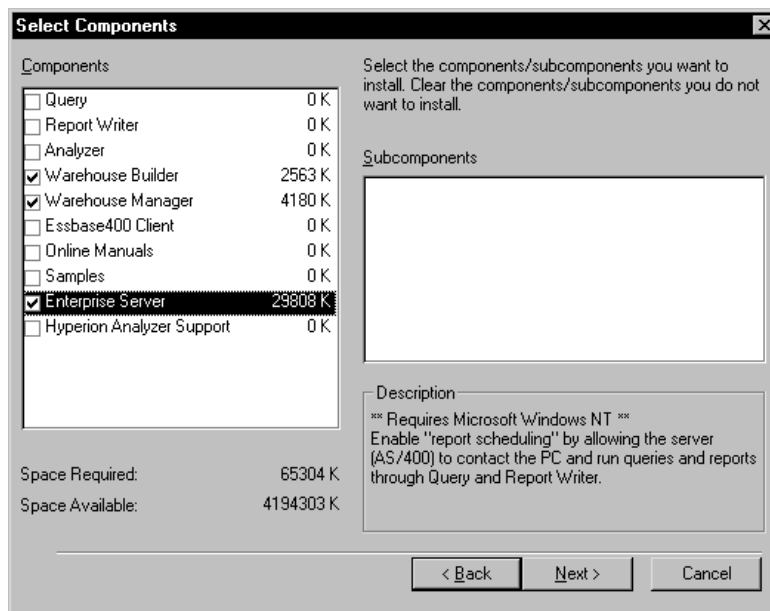 Select Components
Components
Query 0 K
Report Writer 0 K
Analyzer 0 K
Warehouse Builder 2563 K
Warehouse Manager 4180 K
Essbase400 Client 0 K
Online Manuals 0 K
Samples 0 K
Enterprise Server 29808 K
Hyperion Analyzer Support 0 K
Space Required: 65304 K
Space Available: 4194303 K
Select the components/subcomponents you want to
install. Clear the components/subcomponents you do not
want to install.
Subcomponents
Description
** Requires Microsoft Windows NT **
Enable "report scheduling" by allowing the server
(AS/400) to contact the PC and run queries and reports
through Query and Report Writer.
< Back
Next >
Cancel